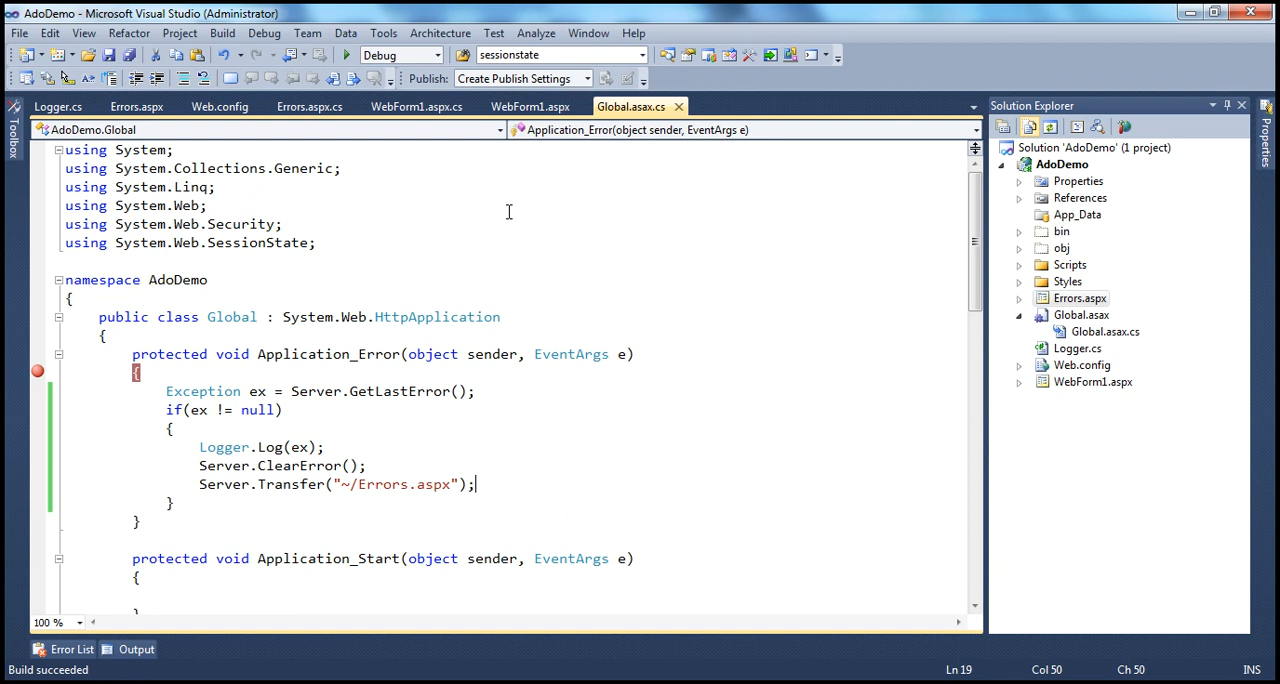 AdoDemo - Microsoft Visual Studio (Administrator)
File Edit View Refactor Project Build Debug Team Data Tools Architecture Test Analyze Window Help
Debug sessionstate
Publish: Create Publish Settings
Logger.cs Errors.aspx Web.config Errors.aspx.cs WebForm1.aspx.cs WebForm1.aspx Global.asax.cs
AdoDemo.Global Application_Error(object sender, EventArgs e)
Toolbox
using System;
using System.Collections.Generic;
using System.Linq;
using System.Web;
using System.Web.Security;
using System.Web.SessionState;
namespace AdoDemo
{
public class Global : System.Web.HttpApplication
{
protected void Application_Error(object sender, EventArgs e)
{
Exception ex = Server.GetLastError();
if(ex != null)
{
Logger.Log(ex);
Server.ClearError();
Server.Transfer("~/Errors.aspx");
}
}
protected void Application_Start(object sender, EventArgs e)
{
}
100 %
Solution Explorer
Solution 'AdoDemo' (1 project)
AdoDemo
Properties
References
App_Data
bin
obj
Scripts
Styles
Errors.aspx
Global.asax
Global.asax.cs
Logger.cs
Web.config
WebForm1.aspx
Properties
Error List Output
Build succeeded Ln 19 Col 50 Ch 50 INS